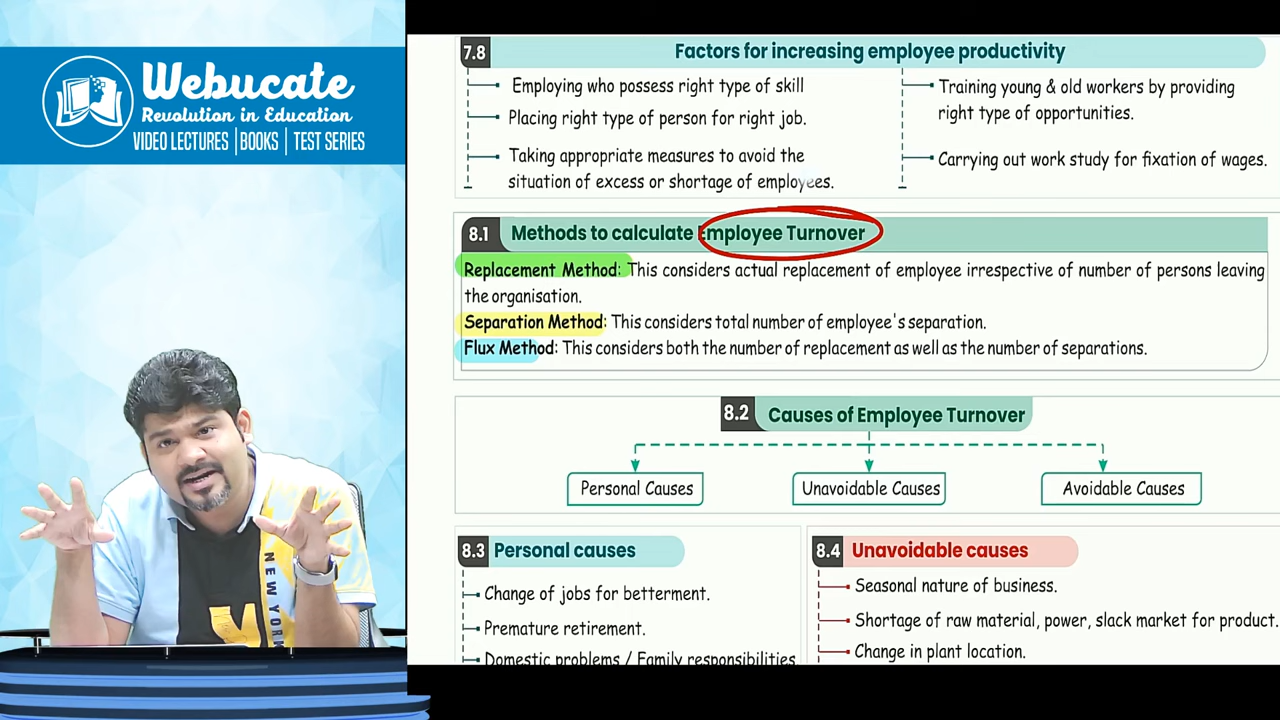 Webucate
Revolution in Education
VIDEO LECTURES | BOOKS | TEST SERIES
7.8 Factors for increasing employee productivity
Employing who possess right type of skill
Placing right type of person for right job.
Taking appropriate measures to avoid the
situation of excess or shortage of employees.
Training young & old workers by providing
right type of opportunities.
Carrying out work study for fixation of wages.
8.1 Methods to calculate Employee Turnover
Replacement Method: This considers actual replacement of employee irrespective of number of persons leaving
the organisation.
Separation Method: This considers total number of employee's separation.
Flux Method: This considers both the number of replacement as well as the number of separations.
8.2 Causes of Employee Turnover
Personal Causes
Unavoidable Causes
Avoidable Causes
8.3 Personal causes
Change of jobs for betterment.
Premature retirement.
Domestic problems / Family responsibilities
8.4 Unavoidable causes
Seasonal nature of business.
Shortage of raw material, power, slack market for product.
Change in plant location.
NEW YORK